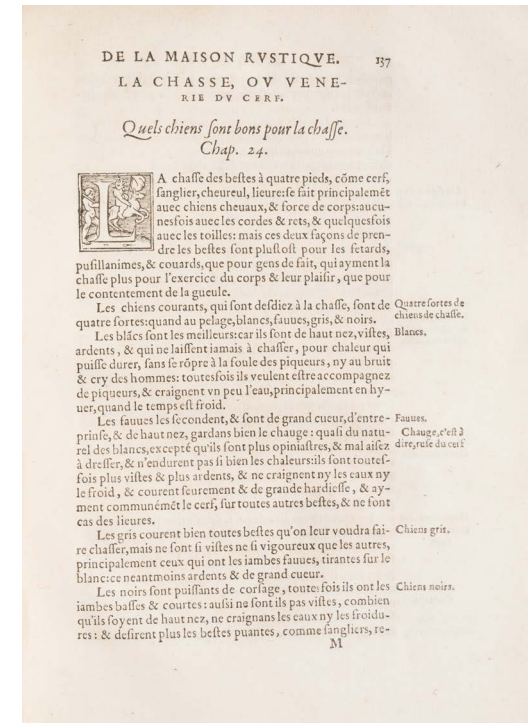 DE LA MAISON RVSTIQVE. 137
LA CHASSE, OV VENE-
RIE DV CERF.
Quels chiens ſont bons pour la chaſſe.
Chap. 24.
LA chaſſe des beſtes à quatre pieds, cõme cerf,
ſanglier, cheureul, lieure: ſe fait principalemẽt
auec chiens cheuaux, & force de corps: aucu-
nesfois auec les cordes & rets, & quelquesfois
auec les toilles: mais ces deux façons de pren-
dre les beſtes ſont pluſtoſt pour les fetards,
puſillanimes, & couards, que pour gens de fait, qui ayment la
chaſſe plus pour l'exercice du corps & leur plaiſir, que pour
le contentement de la gueule.
Les chiens courants, qui ſont desdiez à la chaſſe, ſont de
quatre ſortes: quand au pelage, blancs, fauues, gris, & noirs.
Quatre ſortes de
chiens de chaſſe.
Les blãcs ſont les meilleurs: car ils ſont de haut nez, viſtes,
Blancs.
ardents, & qui ne laiſſent iamais à chaſſer, pour chaleur qui
puiſſe durer, ſans ſe rõpre à la foule des piqueurs, ny au bruit
& cry des hommes: toutesfois ils veulent eſtre accompagnez
de piqueurs, & craignent vn peu l'eau, principalement en hy-
uer, quand le temps eſt froid.
Les fauues les ſecondent, & ſont de grand cueur, d'entre-
Fauues.
prinſe, & de haut nez, gardans bien le chauge: quaſi du natu-
Chauge, c'eſt à
rel des blancs, excepté qu'ils ſont plus opiniaſtres, & mal aiſez
dire, ruſe du cerf
à dreſſer, & n'endurent pas ſi bien les chaleurs: ils ſont toutes-
fois plus viſtes & plus ardents, & ne craignent ny les eaux ny
le froid, & courent ſeurement & de grande hardieſſe, & ay-
ment communémẽt le cerf, ſur toutes autres beſtes, & ne font
cas des lieures.
Les gris courent bien toutes beſtes qu'on leur voudra fai-
Chiens gris.
re chaſſer, mais ne ſont ſi viſtes ne ſi vigoureux que les autres,
principalement ceux qui ont les iambes fauues, tirantes ſur le
blanc: ce neantmoins ardents & de grand cueur.
Les noirs ſont puiſſants de corſage, toutesfois ils ont les
Chiens noirs.
iambes baſſes & courtes: auſsi ne ſont ils pas viſtes, combien
qu'ils ſoyent de haut nez, ne craignans les eaux ny les froidu-
res: & deſirent plus les beſtes puantes, comme ſangliers, re-
M